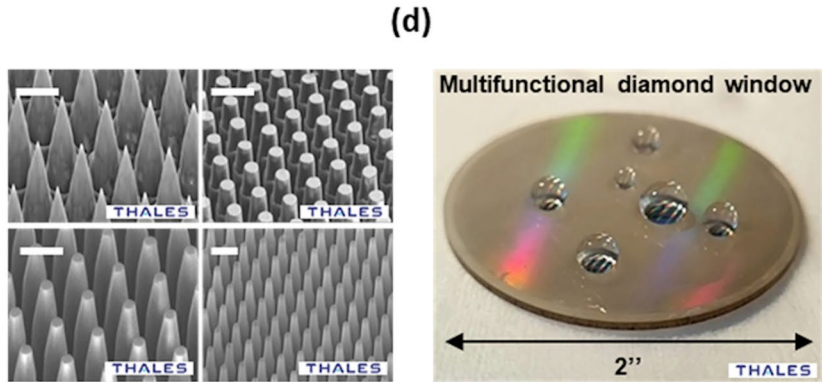 (d)
THALES
THALES
THALES
THALES
Multifunctional diamond window
2’’
THALES